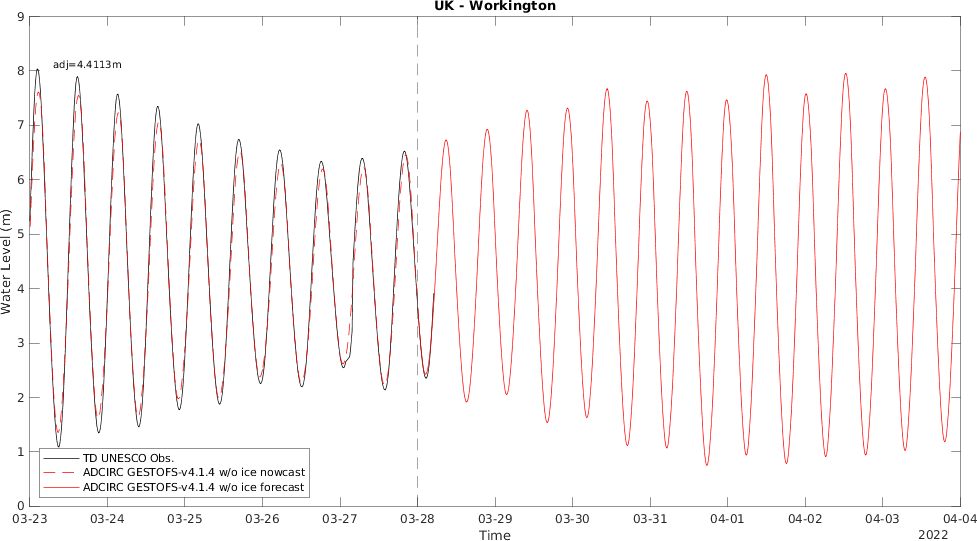 UK - Workington
9
adj=4.4113m
8
7
6
5
4
3
2
1
0
Water Level (m)
TD UNESCO Obs.
ADCIRC GESTOFS-v4.1.4 w/o ice nowcast
ADCIRC GESTOFS-v4.1.4 w/o ice forecast
03-23 03-24 03-25 03-26 03-27 03-28 03-29 03-30 03-31 04-01 04-02 04-03 04-04
Time
2022